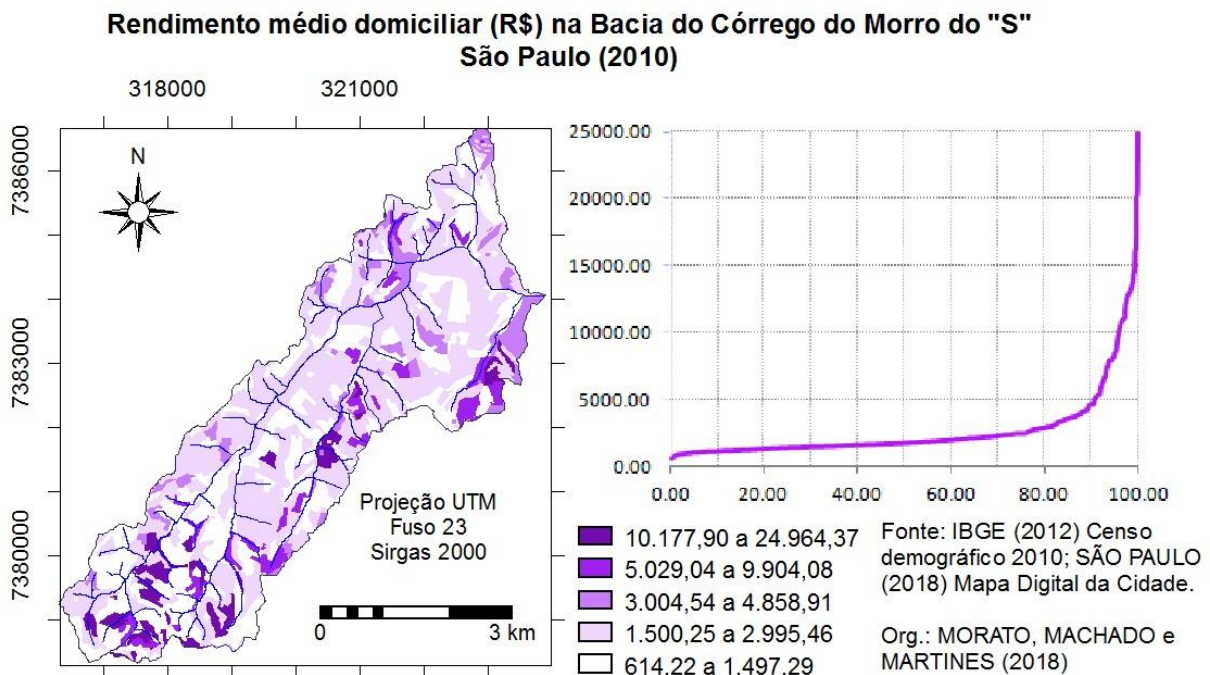 Rendimento médio domiciliar (R$) na Bacia do Córrego do Morro do "S"
São Paulo (2010)
318000
321000
7386000
7383000
7380000
N
Projeção UTM
Fuso 23
Sirgas 2000
0
3 km
25000.00
20000.00
15000.00
10000.00
5000.00
0.00
0.00 20.00 40.00 60.00 80.00 100.00
10.177,90 a 24.964,37
5.029,04 a 9.904,08
3.004,54 a 4.858,91
1.500,25 a 2.995,46
614,22 a 1.497,29
Fonte: IBGE (2012) Censo
demográfico 2010; SÃO PAULO
(2018) Mapa Digital da Cidade.
Org.: MORATO, MACHADO e
MARTINES (2018)